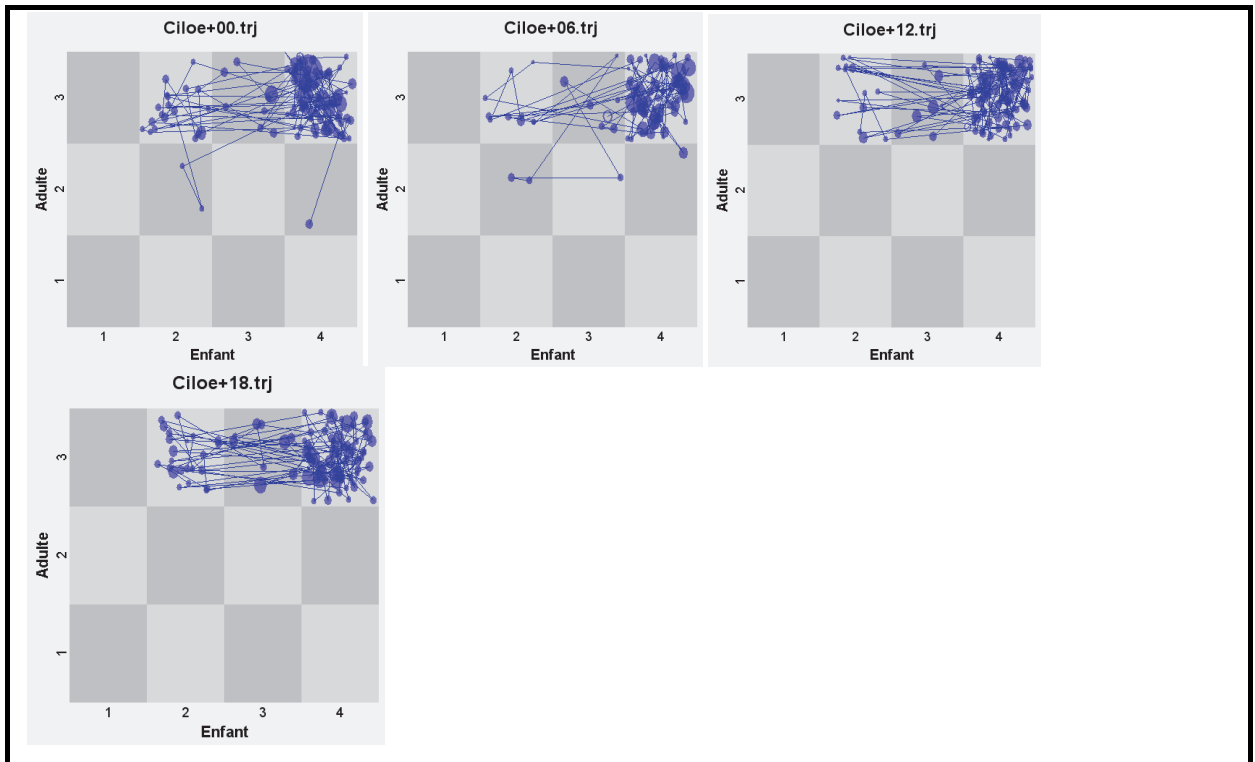 Ciloe+00.trj
Adulte
3
2
1
1 2 3 4
Enfant
Ciloe+06.trj
Adulte
3
2
1
1 2 3 4
Enfant
Ciloe+12.trj
Adulte
3
2
1
1 2 3 4
Enfant
Ciloe+18.trj
Adulte
3
2
1
1 2 3 4
Enfant